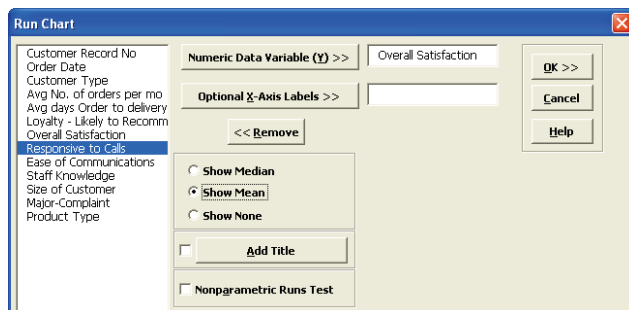 Run Chart
Customer Record No
Order Date
Customer Type
Avg No. of orders per mo
Avg days Order to delivery
Loyalty - Likely to Recomm
Overall Satisfaction
Responsive to Calls
Ease of Communications
Staff Knowledge
Size of Customer
Major-Complaint
Product Type
Numeric Data Variable (Y) >>
Overall Satisfaction
Optional X-Axis Labels >>
<< Remove
Show Median
Show Mean
Show None
Add Title
Nonparametric Runs Test
OK >>
Cancel
Help